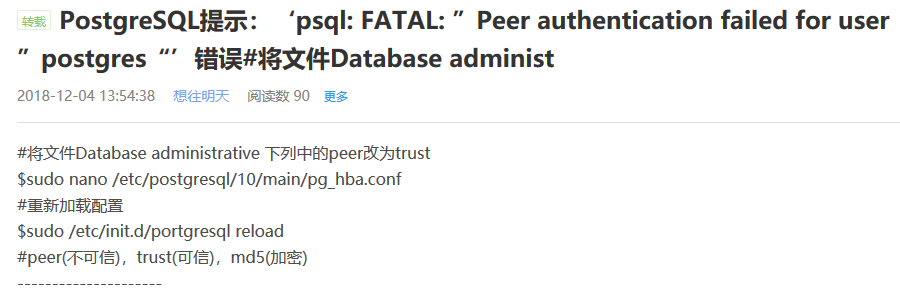 转载 PostgreSQL提示：‘psql: FATAL: ”Peer authentication failed for user
”postgres“’错误#将文件Database administ
2018-12-04 13:54:38 想往明天 阅读数 90 更多
#将文件Database administrative 下列中的peer改为trust
$sudo nano /etc/postgresql/10/main/pg_hba.conf
#重新加载配置
$sudo /etc/init.d/portgresql reload
#peer(不可信)，trust(可信)，md5(加密)
---------------------